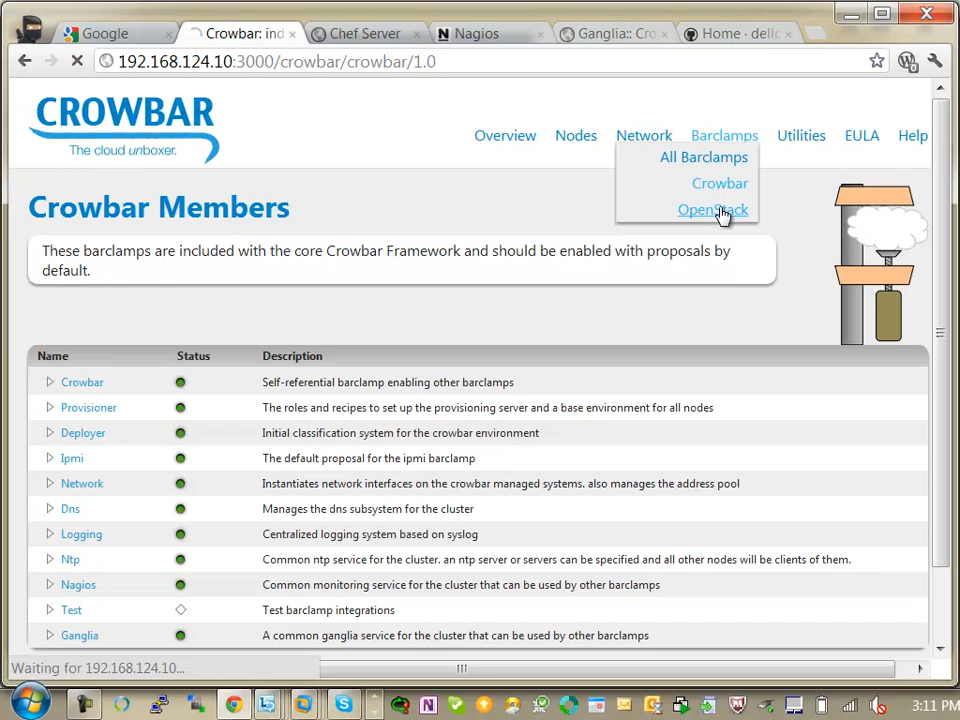 Google
Crowbar: ind
Chef Server
Nagios
Ganglia:: Cro
Home · dello
192.168.124.10:3000/crowbar/crowbar/1.0
CROWBAR
The cloud unboxer.
Overview
Nodes
Network
Barclamps
Utilities
EULA
Help
All Barclamps
Crowbar
OpenStack
Crowbar Members
These barclamps are included with the core Crowbar Framework and should be enabled with proposals by
default.
Name Status Description
Crowbar Self-referential barclamp enabling other barclamps
Provisioner The roles and recipes to set up the provisioning server and a base environment for all nodes
Deployer Initial classification system for the crowbar environment
Ipmi The default proposal for the ipmi barclamp
Network Instantiates network interfaces on the crowbar managed systems. also manages the address pool
Dns Manages the dns subsystem for the cluster
Logging Centralized logging system based on syslog
Ntp Common ntp service for the cluster. an ntp server or servers can be specified and all other nodes will be clients of them.
Nagios Common monitoring service for the cluster that can be used by other barclamps
Test Test barclamp integrations
Ganglia A common ganglia service for the cluster that can be used by other barclamps
Waiting for 192.168.124.10...
3:11 PM